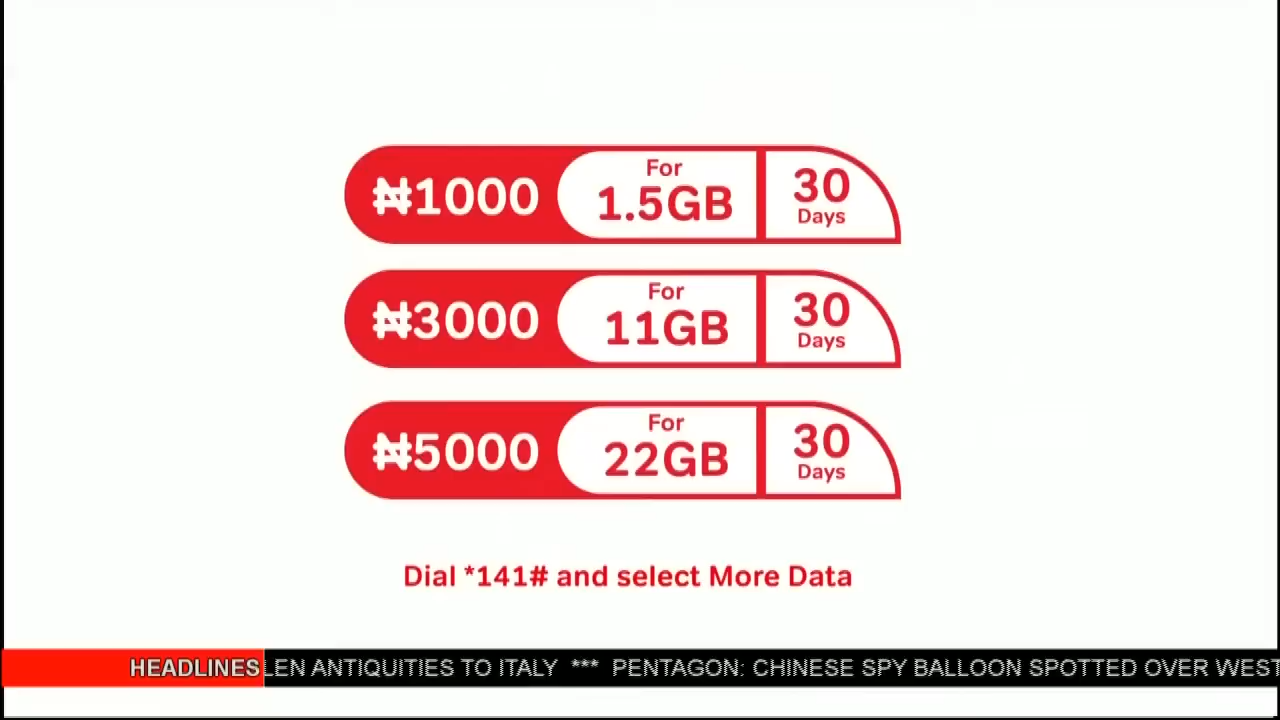 ₦1000 For 1.5GB 30 Days
₦3000 For 11GB 30 Days
₦5000 For 22GB 30 Days
Dial *141# and select More Data
HEADLINES LEN ANTIQUITIES TO ITALY *** PENTAGON: CHINESE SPY BALLOON SPOTTED OVER WEST